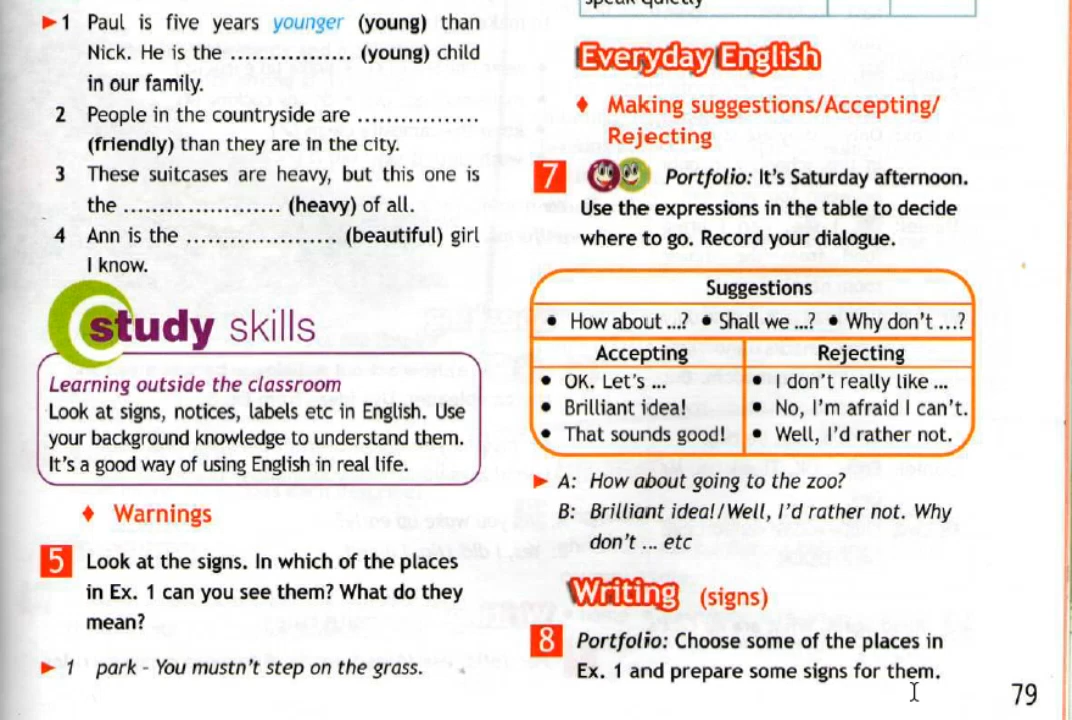 ►1 Paul is five years younger (young) than
Nick. He is the ................. (young) child
in our family.
2 People in the countryside are .................
(friendly) than they are in the city.
3 These suitcases are heavy, but this one is
the ...................... (heavy) of all.
4 Ann is the ..................... (beautiful) girl
I know.
study skills
Learning outside the classroom
Look at signs, notices, labels etc in English. Use
your background knowledge to understand them.
It's a good way of using English in real life.
♦ Warnings
5 Look at the signs. In which of the places
in Ex. 1 can you see them? What do they
mean?
► 1 park - You mustn't step on the grass.
speak quietly
Everyday English
♦ Making suggestions/Accepting/
Rejecting
7 Portfolio: It's Saturday afternoon.
Use the expressions in the table to decide
where to go. Record your dialogue.
Suggestions
• How about ...? • Shall we ...? • Why don't ...?
Accepting Rejecting
• OK. Let's ... • I don't really like ...
• Brilliant idea! • No, I'm afraid I can't.
• That sounds good! • Well, I'd rather not.
► A: How about going to the zoo?
B: Brilliant idea!/Well, I'd rather not. Why
don't ... etc
Writing (signs)
8 Portfolio: Choose some of the places in
Ex. 1 and prepare some signs for them.
79